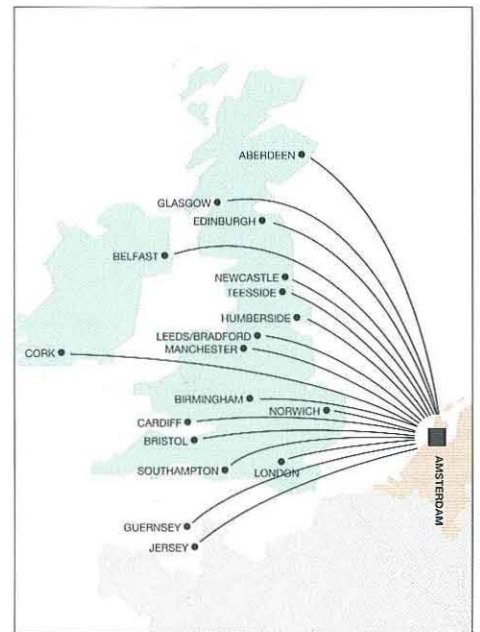 ABERDEEN
GLASGOW
EDINBURGH
BELFAST
NEWCASTLE
TEESSIDE
HUMBERSIDE
LEEDS/BRADFORD
MANCHESTER
CORK
BIRMINGHAM
NORWICH
CARDIFF
BRISTOL
SOUTHAMPTON
LONDON
AMSTERDAM
GUERNSEY
JERSEY